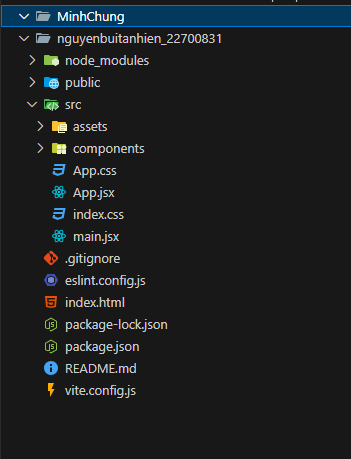 MinhChung
nguyenbuitanhien_22700831
node_modules
public
src
assets
components
App.css
App.jsx
index.css
main.jsx
.gitignore
eslint.config.js
index.html
package-lock.json
package.json
README.md
vite.config.js